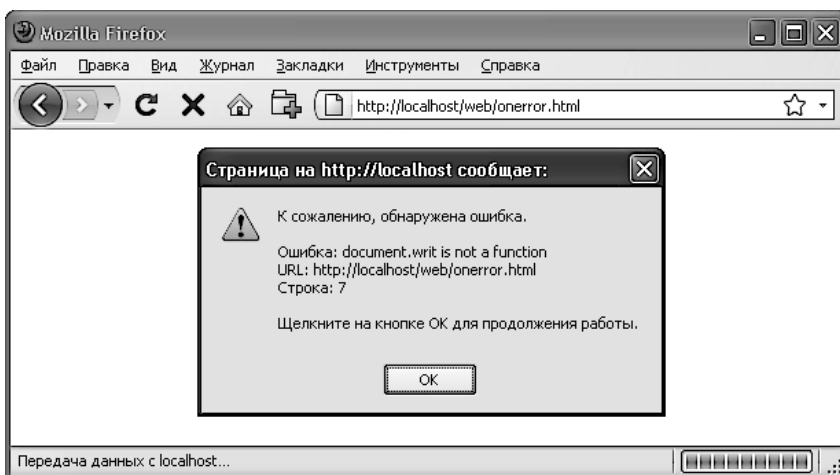 Mozilla Firefox
Файл Правка Вид Журнал Закладки Инструменты Справка
http://localhost/web/onerror.html
Страница на http://localhost сообщает:
К сожалению, обнаружена ошибка.
Ошибка: document.writ is not a function
URL: http://localhost/web/onerror.html
Строка: 7
Щелкните на кнопке OK для продолжения работы.
OK
Передача данных с localhost...